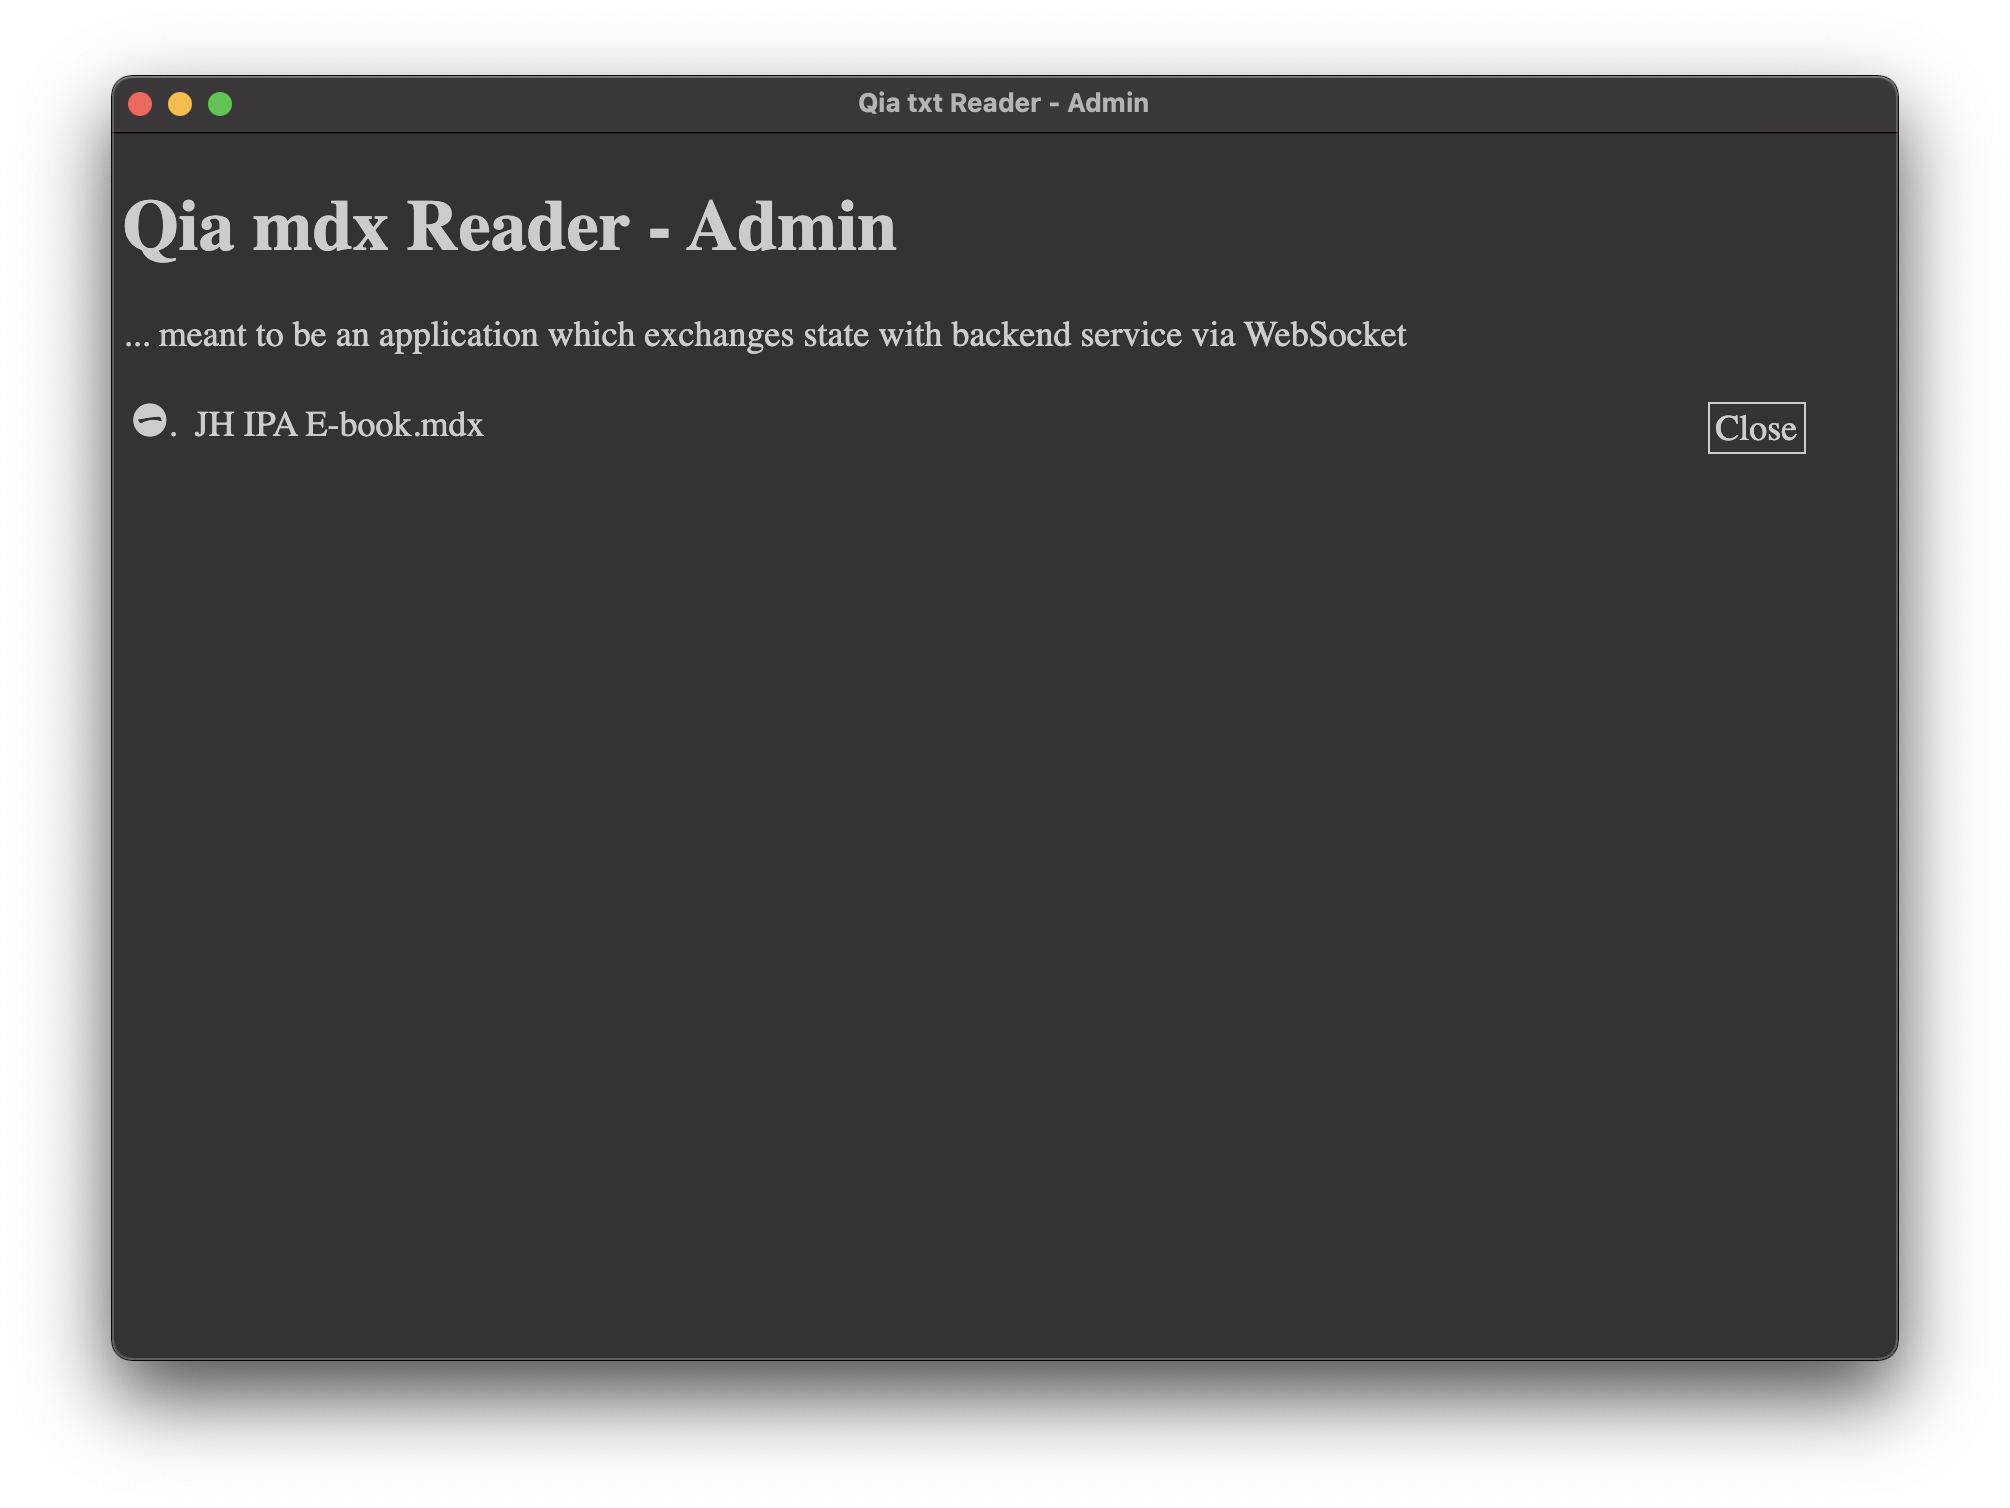 Qia txt Reader - Admin
Qia mdx Reader - Admin
... meant to be an application which exchanges state with backend service via WebSocket
㊀. JH IPA E-book.mdx
Close